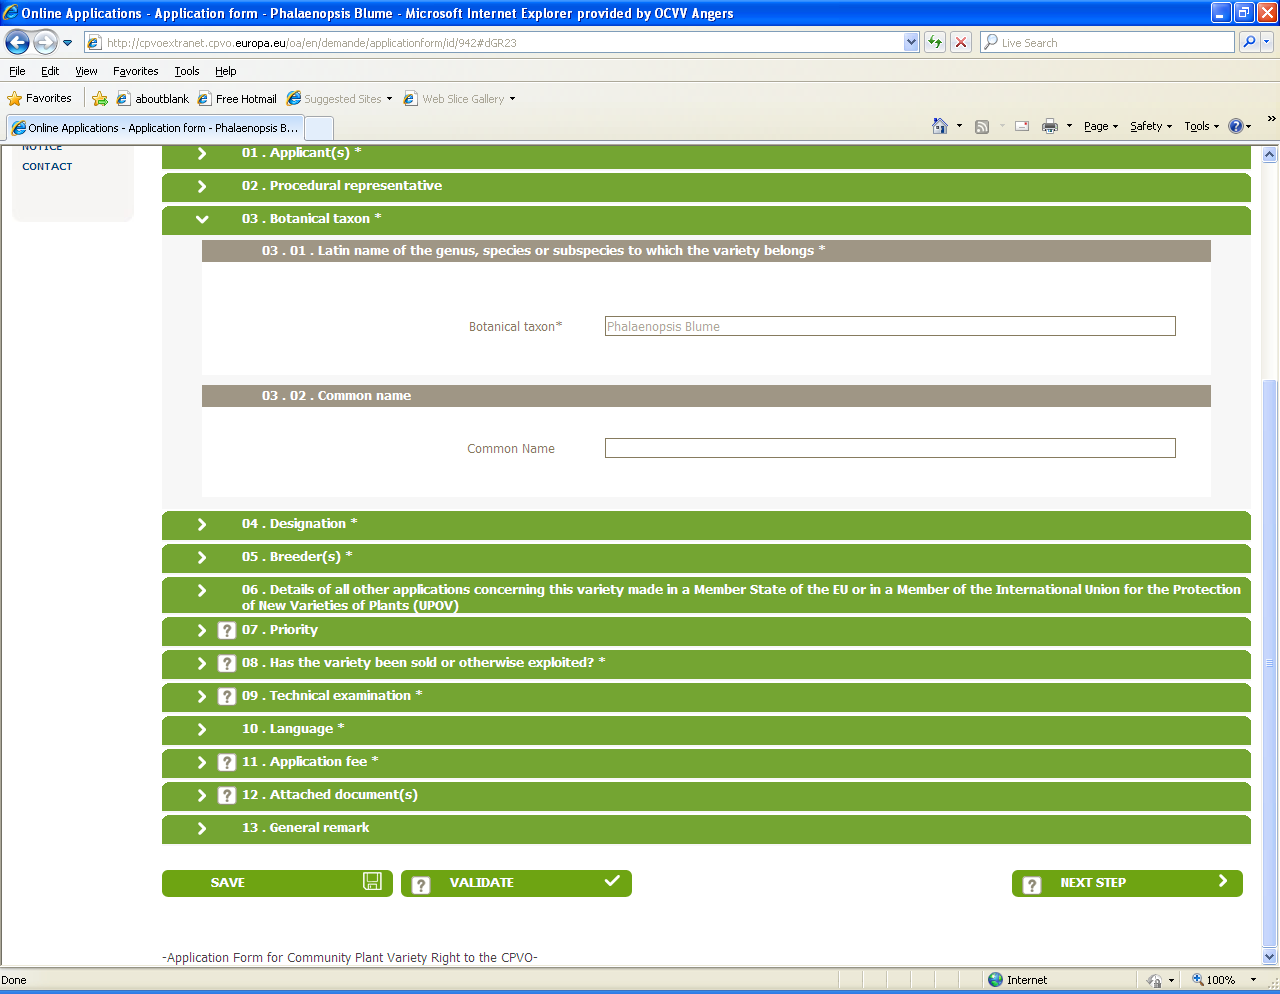 Online Applications - Application form - Phalaenopsis Blume - Microsoft Internet Explorer provided by OCVV Angers
http://cpvoextranet.cpvo.europa.eu/oa/en/demande/applicationform/id/942#dGR23
Live Search
File Edit View Favorites Tools Help
Favorites aboutblank Free Hotmail Suggested Sites Web Slice Gallery
Online Applications - Application form - Phalaenopsis B...
Page Safety Tools
NOTICE
CONTACT
01 . Applicant(s) *
02 . Procedural representative
03 . Botanical taxon *
03 . 01 . Latin name of the genus, species or subspecies to which the variety belongs *
Botanical taxon* Phalaenopsis Blume
03 . 02 . Common name
Common Name
04 . Designation *
05 . Breeder(s) *
06 . Details of all other applications concerning this variety made in a Member State of the EU or in a Member of the International Union for the Protection
of New Varieties of Plants (UPOV)
? 07 . Priority
? 08 . Has the variety been sold or otherwise exploited? *
? 09 . Technical examination *
10 . Language *
? 11 . Application fee *
? 12 . Attached document(s)
13 . General remark
SAVE ? VALIDATE ? NEXT STEP
-Application Form for Community Plant Variety Right to the CPVO-
Done Internet 100%